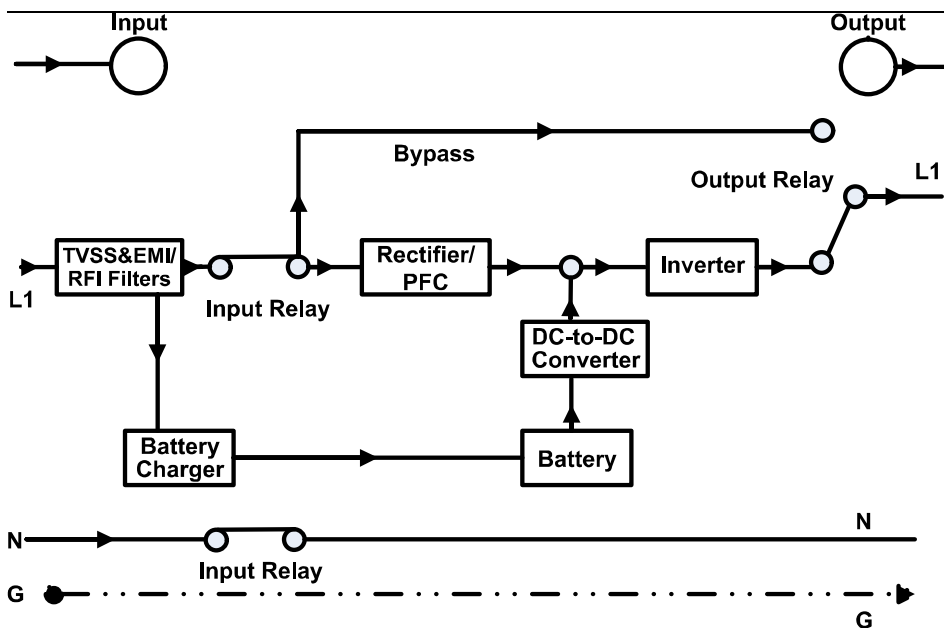 Input
Output
Bypass
Output Relay
L1
TVSS&EMI/
RFI Filters
L1
Input Relay
Rectifier/
PFC
Inverter
DC-to-DC
Converter
Battery
Charger
Battery
N
Input Relay
N
G
G